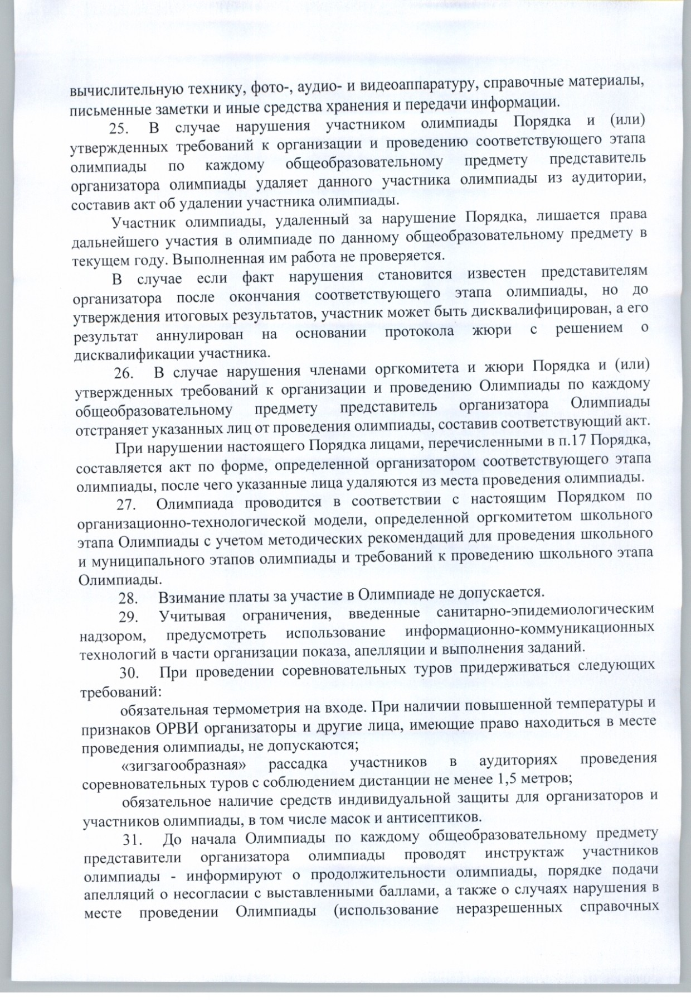 вычислительную технику, фото-, аудио- и видеоаппаратуру, справочные материалы,
письменные заметки и иные средства хранения и передачи информации.
25. В случае нарушения участником олимпиады Порядка и (или)
утвержденных требований к организации и проведению соответствующего этапа
олимпиады по каждому общеобразовательному предмету представитель
организатора олимпиады удаляет данного участника олимпиады из аудитории,
составив акт об удалении участника олимпиады.
Участник олимпиады, удаленный за нарушение Порядка, лишается права
дальнейшего участия в олимпиаде по данному общеобразовательному предмету в
текущем году. Выполненная им работа не проверяется.
В случае если факт нарушения становится известен представителям
организатора после окончания соответствующего этапа олимпиады, но до
утверждения итоговых результатов, участник может быть дисквалифицирован, а его
результат аннулирован на основании протокола жюри с решением о
дисквалификации участника.
26. В случае нарушения членами оргкомитета и жюри Порядка и (или)
утвержденных требований к организации и проведению Олимпиады по каждому
общеобразовательному предмету представитель организатора Олимпиады
отстраняет указанных лиц от проведения олимпиады, составив соответствующий акт.
При нарушении настоящего Порядка лицами, перечисленными в п.17 Порядка,
составляется акт по форме, определенной организатором соответствующего этапа
олимпиады, после чего указанные лица удаляются из места проведения олимпиады.
27. Олимпиада проводится в соответствии с настоящим Порядком по
организационно-технологической модели, определенной оргкомитетом школьного
этапа Олимпиады с учетом методических рекомендаций для проведения школьного
и муниципального этапов олимпиады и требований к проведению школьного этапа
Олимпиады.
28. Взимание платы за участие в Олимпиаде не допускается.
29. Учитывая ограничения, введенные санитарно-эпидемиологическим
надзором, предусмотреть использование информационно-коммуникационных
технологий в части организации показа, апелляции и выполнения заданий.
30. При проведении соревновательных туров придерживаться следующих
требований:
обязательная термометрия на входе. При наличии повышенной температуры и
признаков ОРВИ организаторы и другие лица, имеющие право находиться в месте
проведения олимпиады, не допускаются;
«зигзагообразная» рассадка участников в аудиториях проведения
соревновательных туров с соблюдением дистанции не менее 1,5 метров;
обязательное наличие средств индивидуальной защиты для организаторов и
участников олимпиады, в том числе масок и антисептиков.
31. До начала Олимпиады по каждому общеобразовательному предмету
представители организатора олимпиады проводят инструктаж участников
олимпиады - информируют о продолжительности олимпиады, порядке подачи
апелляций о несогласии с выставленными баллами, а также о случаях нарушения в
месте проведении Олимпиады (использование неразрешенных справочных